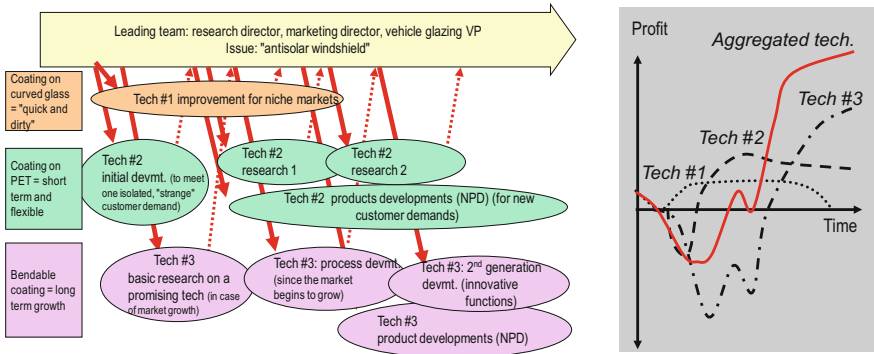 Leading team: research director, marketing director, vehicle glazing VP
Issue: "antisolar windshield"
Coating on
curved glass
= "quick and
dirty"
Tech #1 improvement for niche markets
Coating on
PET = short
term and
flexible
Tech #2
initial devmt. (to meet
one isolated, "strange"
customer demand)
Tech #2
research 1
Tech #2
research 2
Tech #2 products developments (NPD) (for new
customer demands)
Bendable
coating = long
term growth
Tech #3
basic research on a
promising tech (in case
of market growth)
Tech #3: process devmt.
(since the market
begins to grow)
Tech #3: 2nd generation
devmt. (innovative
functions)
Tech #3
product developments (NPD)
Profit
Aggregated tech.
Tech #3
Tech #2
Tech #1
Time